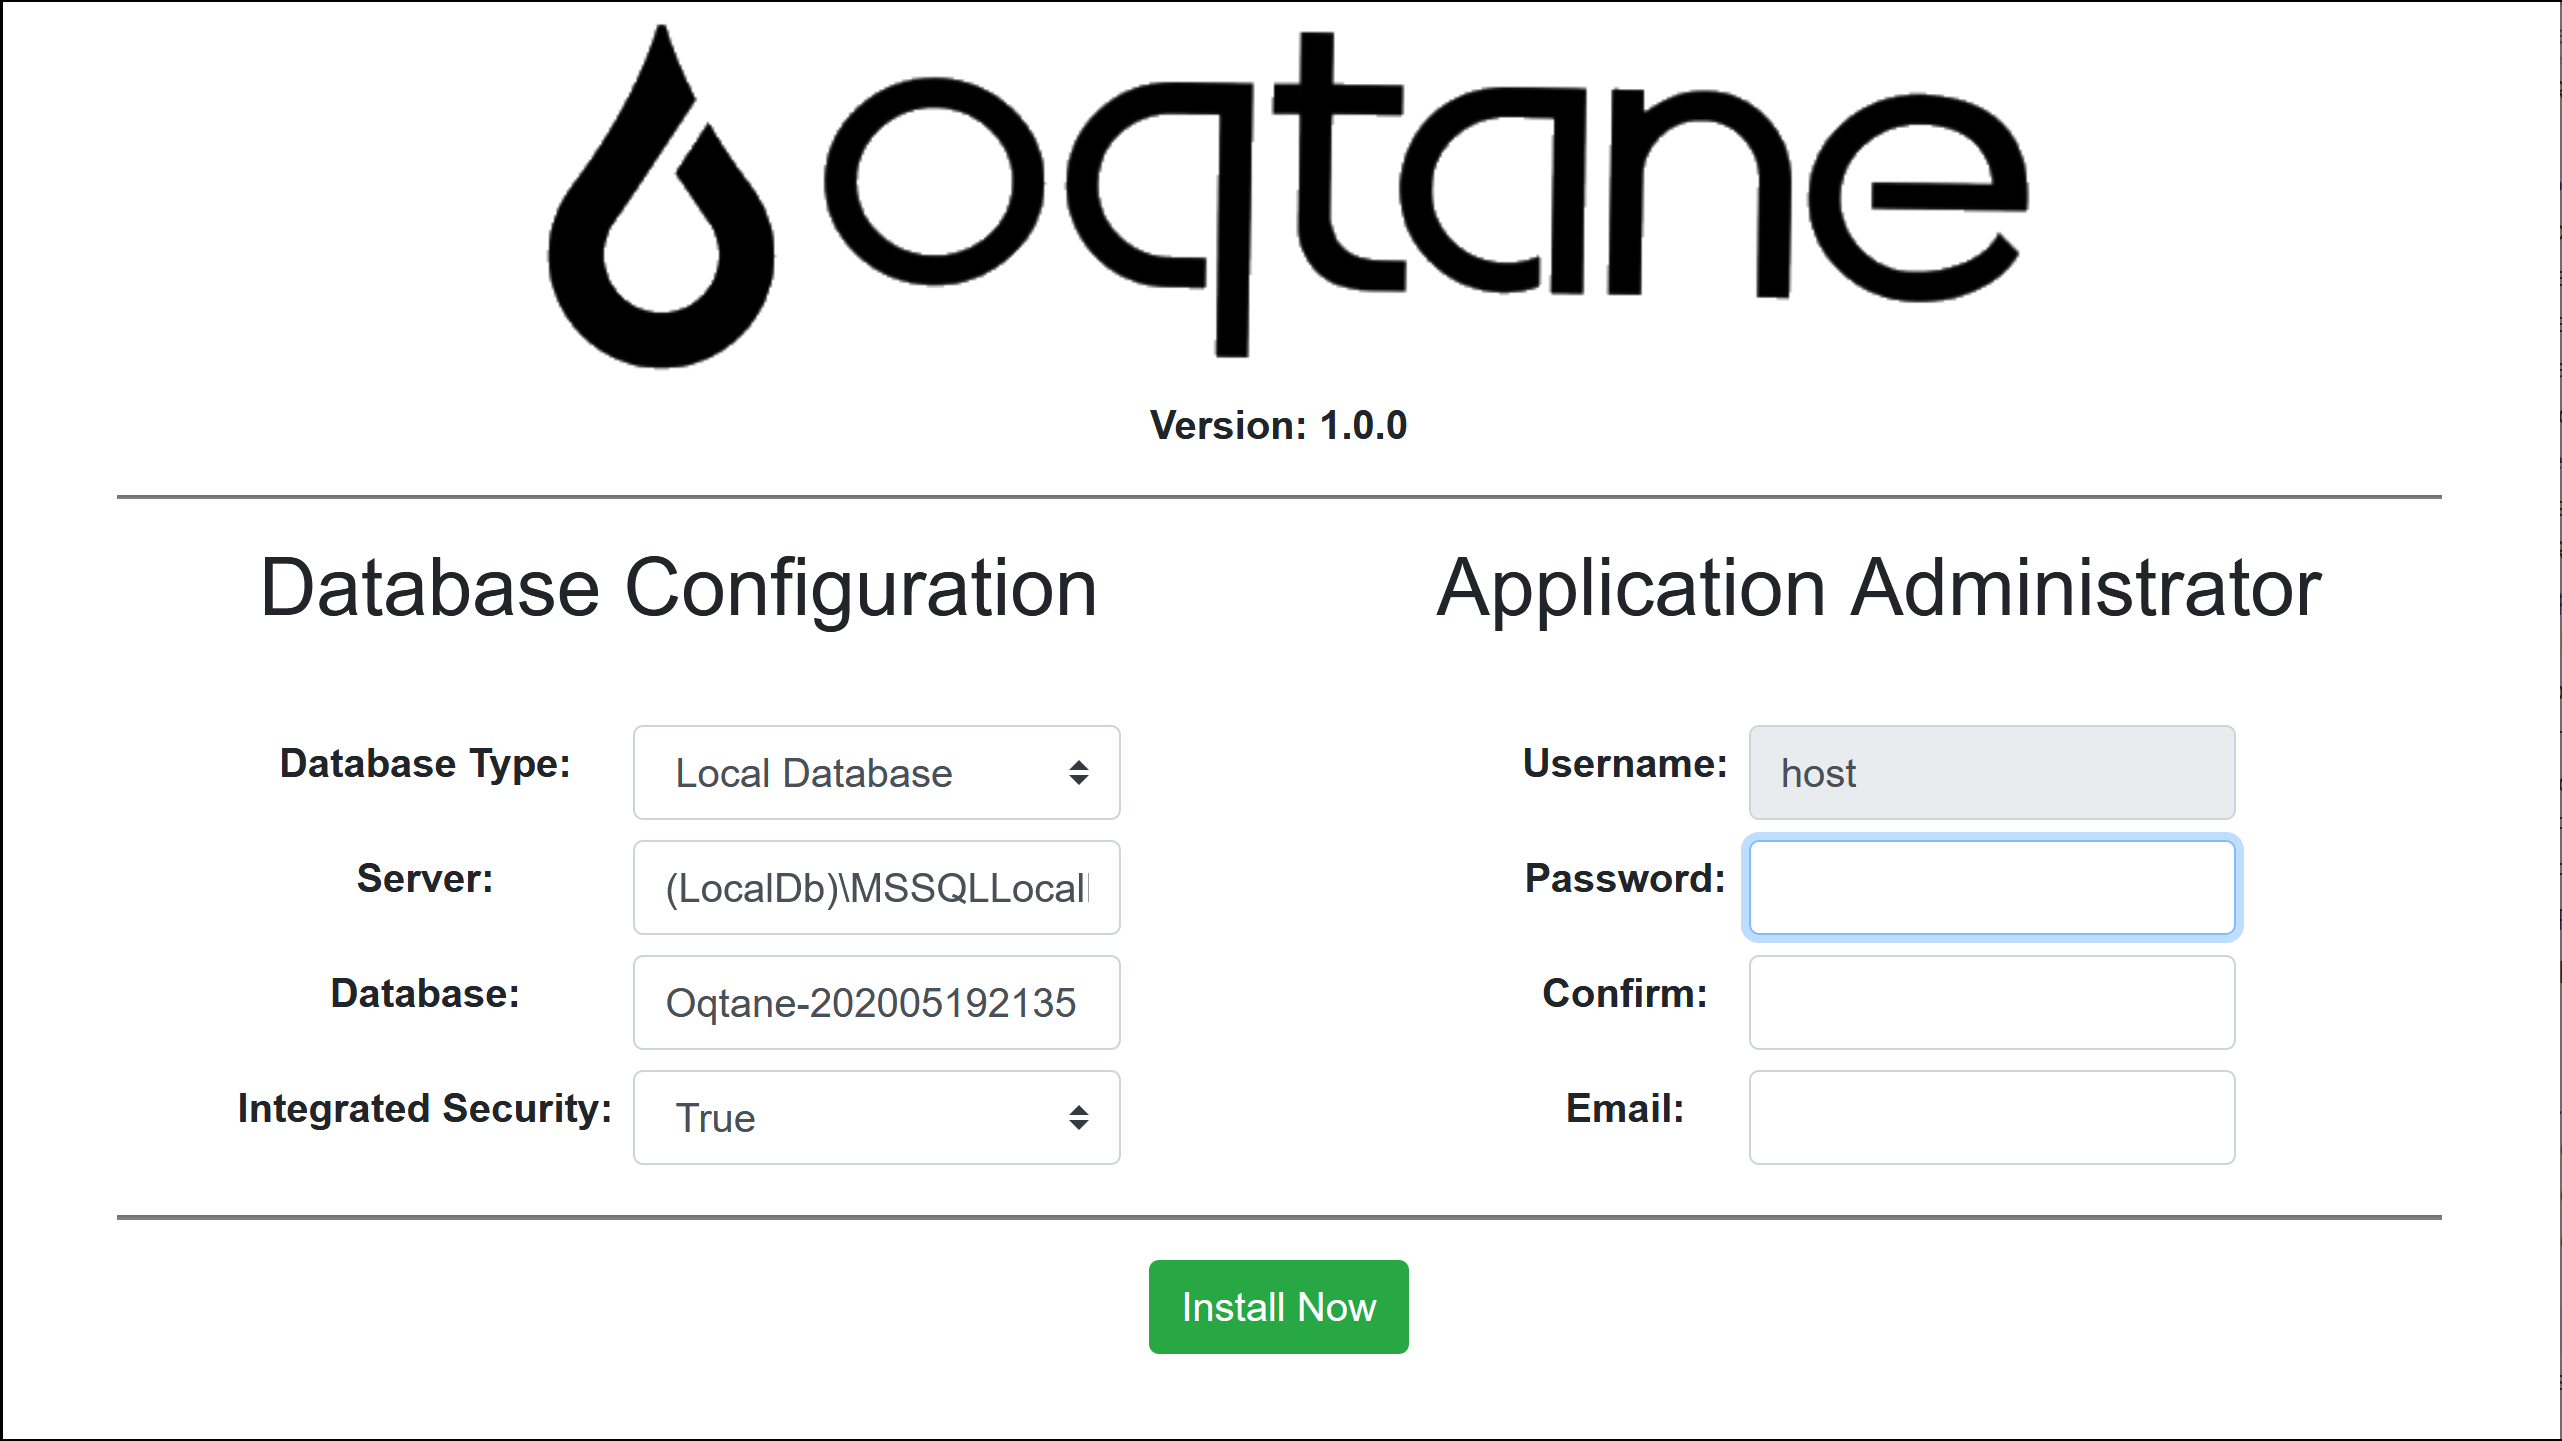 oqtane
Version: 1.0.0
Database Configuration
Database Type: Local Database
Server: (LocalDb)\MSSQLLocal
Database: Oqtane-202005192135
Integrated Security: True
Application Administrator
Username: host
Password:
Confirm:
Email:
Install Now